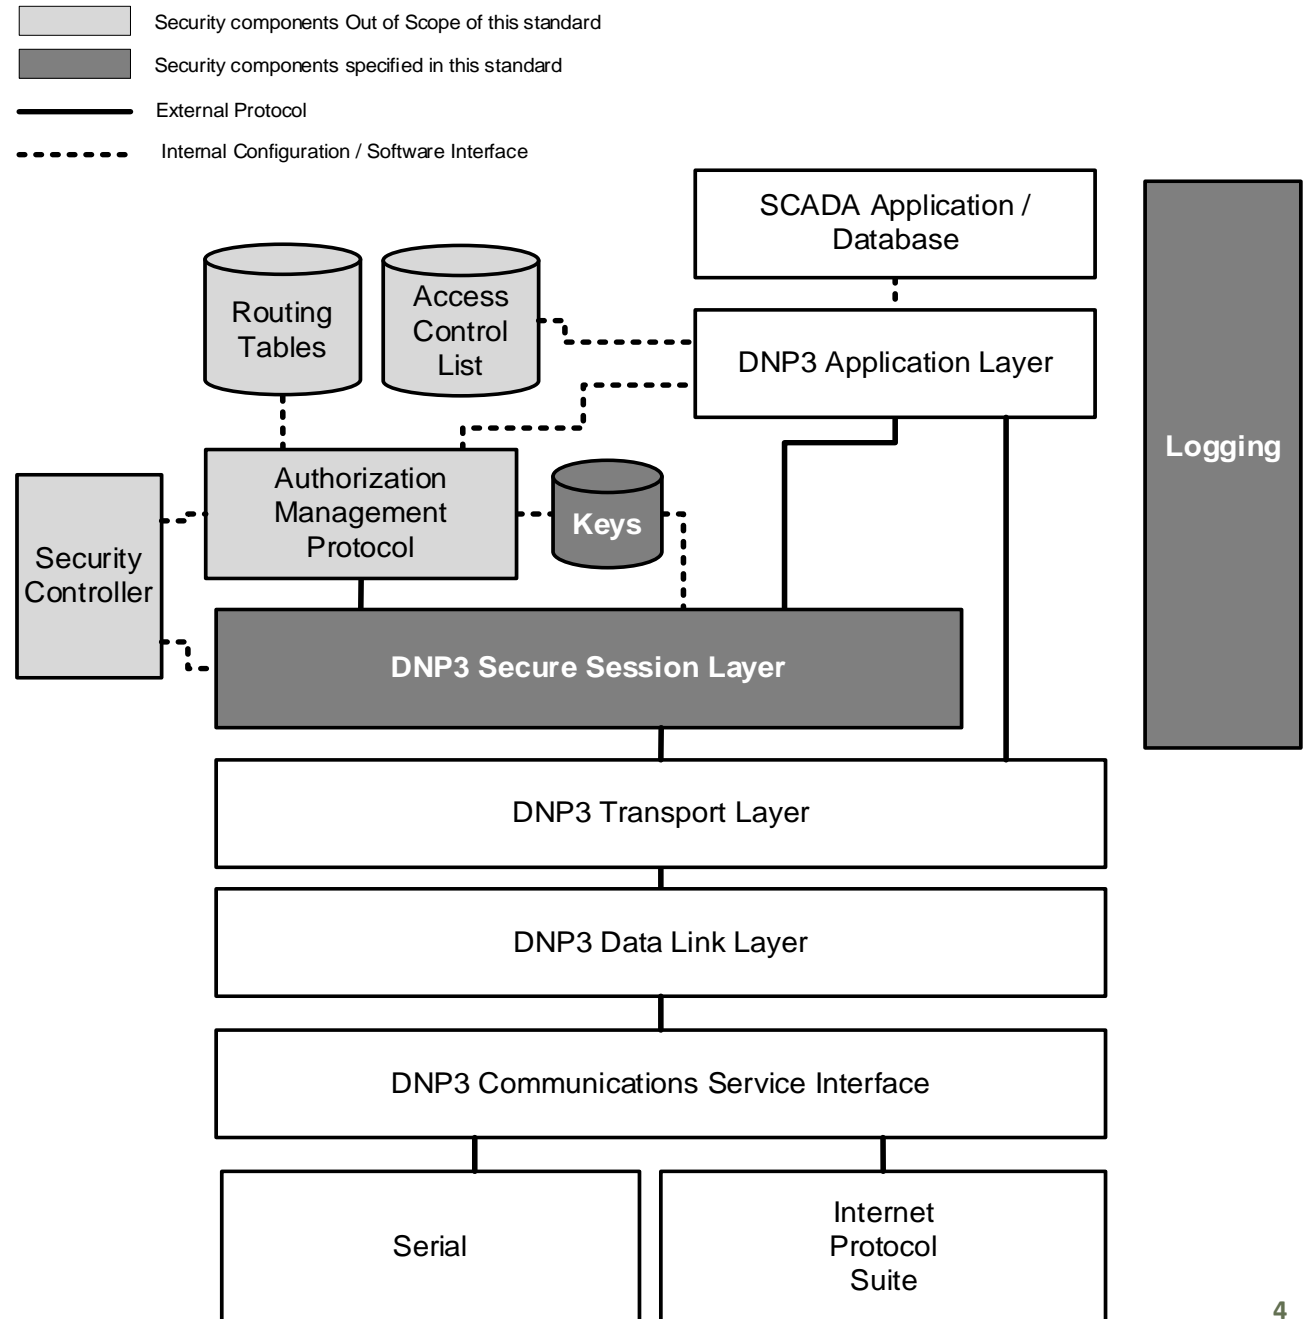 Security components Out of Scope of this standard
Security components specified in this standard
External Protocol
Internal Configuration / Software Interface
SCADA Application /
Database
Routing
Tables
Access
Control
List
DNP3 Application Layer
Logging
Authorization
Management
Protocol
Keys
Security
Controller
DNP3 Secure Session Layer
DNP3 Transport Layer
DNP3 Data Link Layer
DNP3 Communications Service Interface
Serial
Internet
Protocol
Suite
4